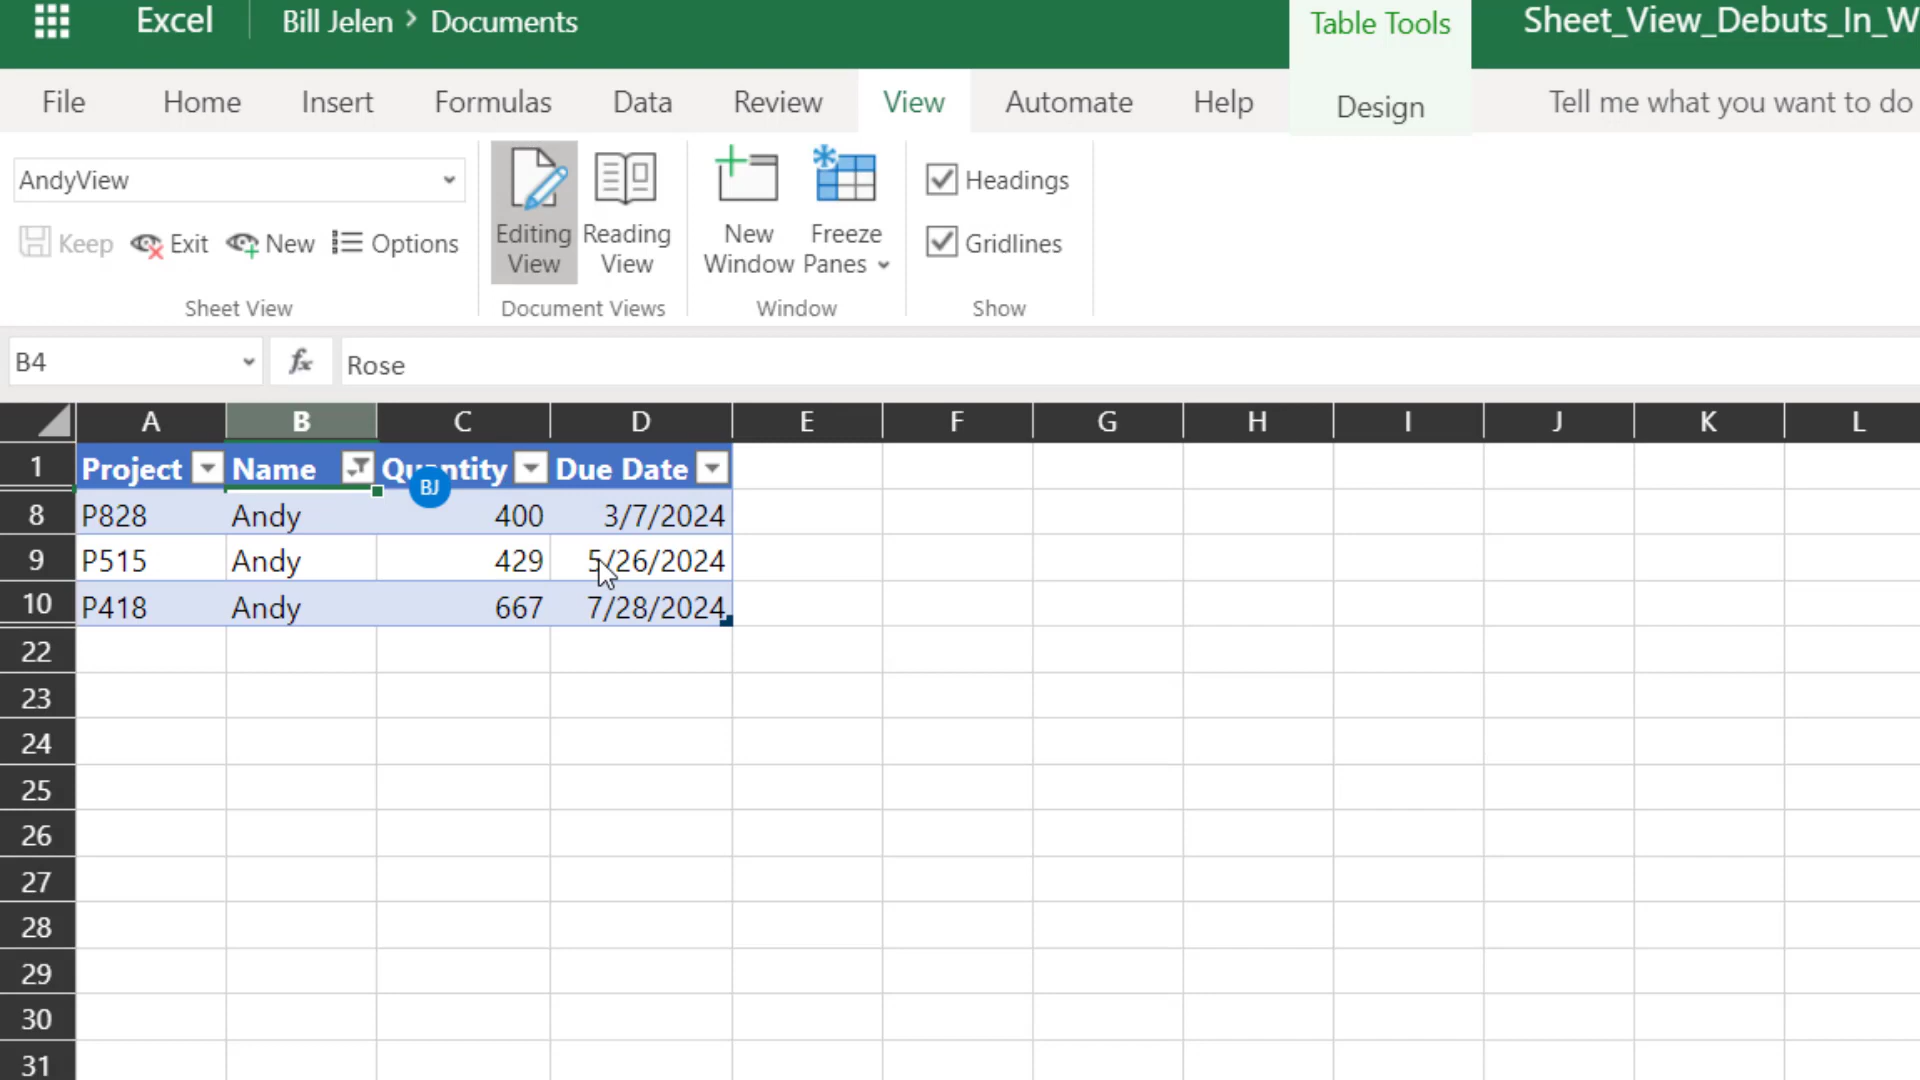 Excel Bill Jelen > Documents Table Tools Sheet_View_Debuts_In_W
File Home Insert Formulas Data Review View Automate Help Design Tell me what you want to do
AndyView
Keep Exit New Options
Editing View
Reading View
New Window
Freeze Panes
Headings
Gridlines
Sheet View Document Views Window Show
B4 fx Rose
A B C D E F G H I J K L
1 Project Name Quantity Due Date
BJ
8 P828 Andy 400 3/7/2024
9 P515 Andy 429 5/26/2024
10 P418 Andy 667 7/28/2024
22
23
24
25
26
27
28
29
30
31